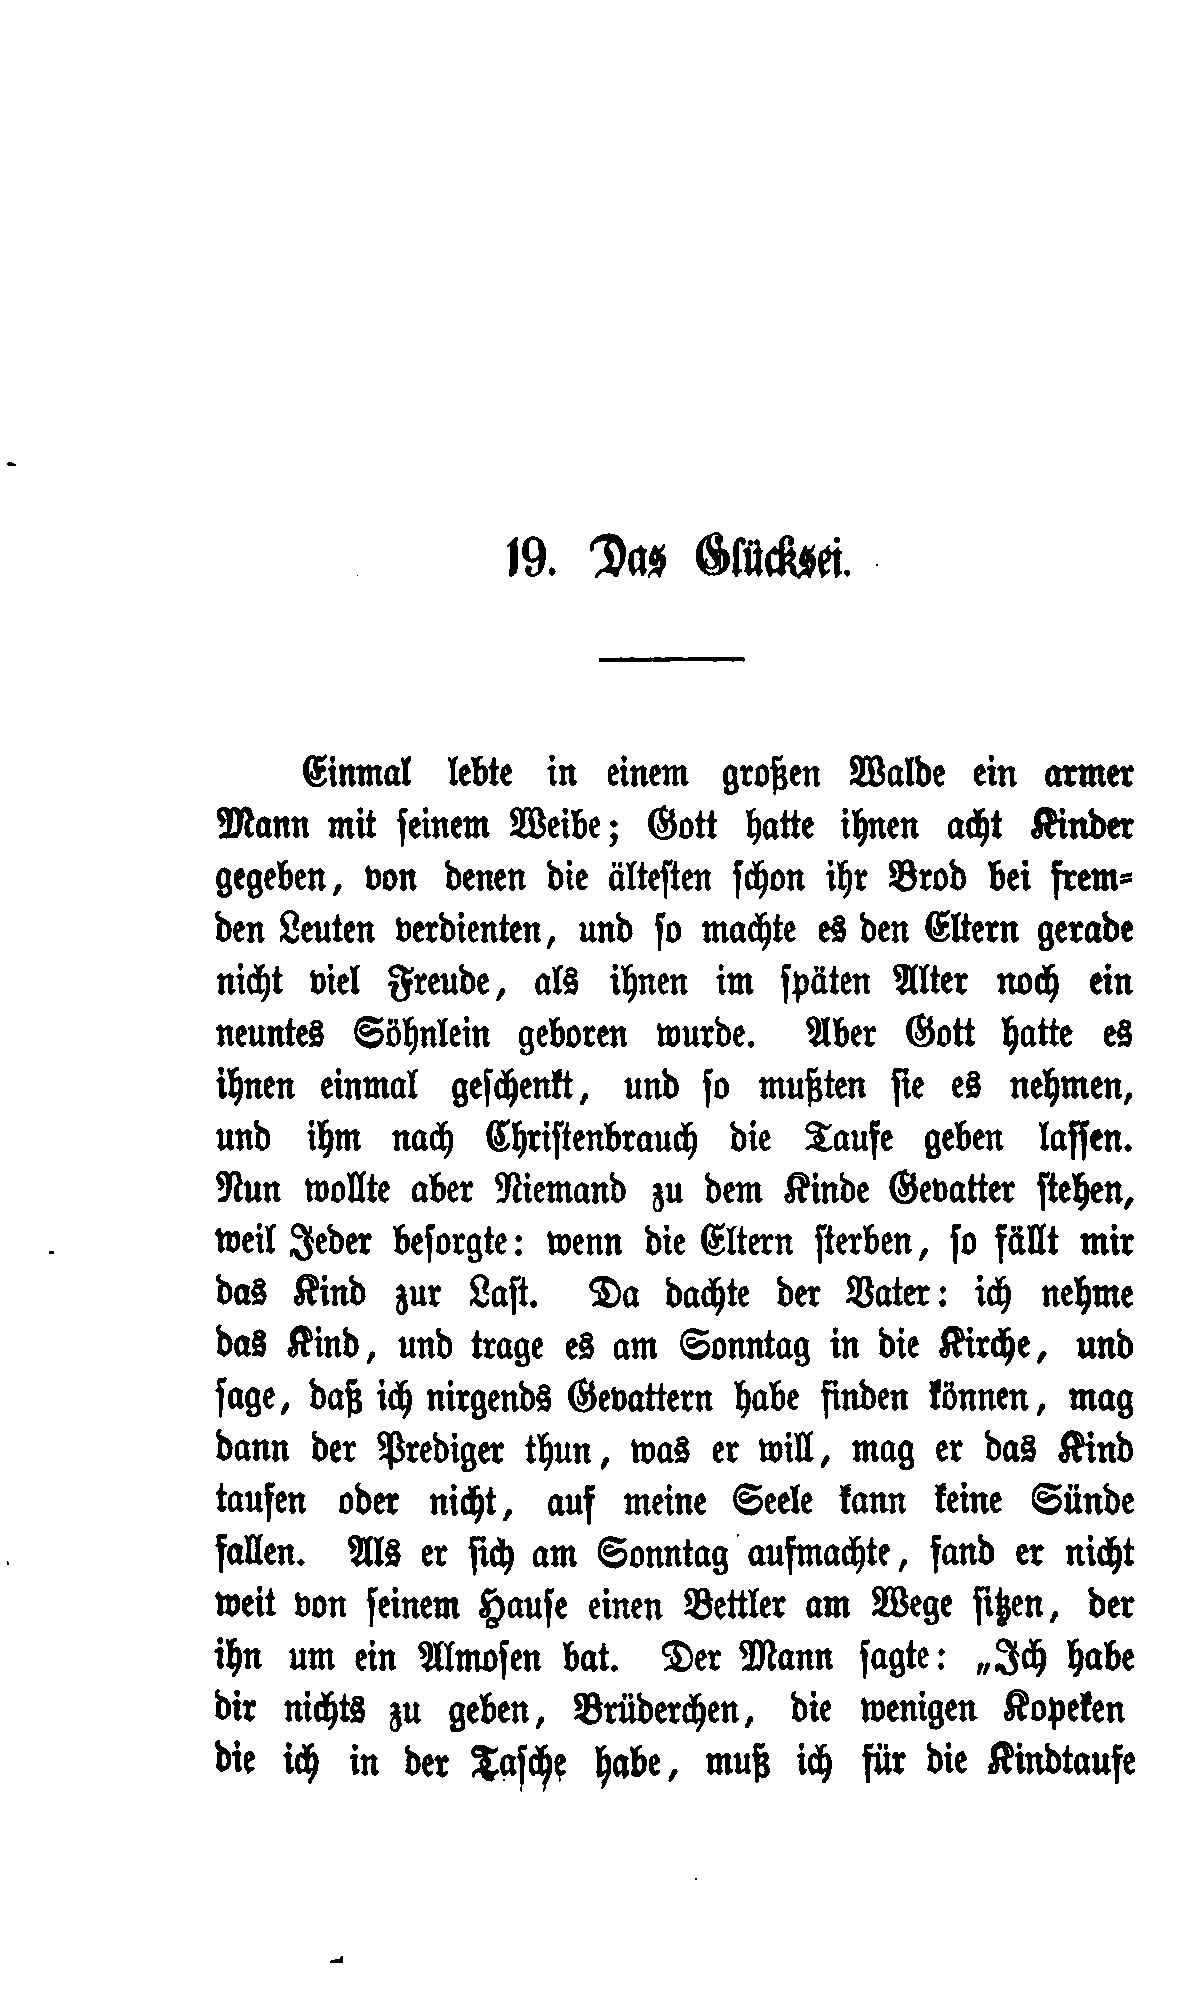 19. Das Glücksei.
Einmal lebte in einem großen Walde ein armer
Mann mit seinem Weibe; Gott hatte ihnen acht Kinder
gegeben, von denen die ältesten schon ihr Brod bei frem-
den Leuten verdienten, und so machte es den Eltern gerade
nicht viel Freude, als ihnen im späten Alter noch ein
neuntes Söhnlein geboren wurde. Aber Gott hatte es
ihnen einmal geschenkt, und so mußten sie es nehmen,
und ihm nach Christenbrauch die Taufe geben lassen.
Nun wollte aber Niemand zu dem Kinde Gevatter stehen,
weil Jeder besorgte: wenn die Eltern sterben, so fällt mir
das Kind zur Last. Da dachte der Vater: ich nehme
das Kind, und trage es am Sonntag in die Kirche, und
sage, daß ich nirgends Gevattern habe finden können, mag
dann der Prediger thun, was er will, mag er das Kind
taufen oder nicht, auf meine Seele kann keine Sünde
fallen. Als er sich am Sonntag aufmachte, fand er nicht
weit von seinem Hause einen Bettler am Wege sitzen, der
ihn um ein Almosen bat. Der Mann sagte: „Ich habe
dir nichts zu geben, Brüderchen, die wenigen Kopeken
die ich in der Tasche habe, muß ich für die Kindtaufe